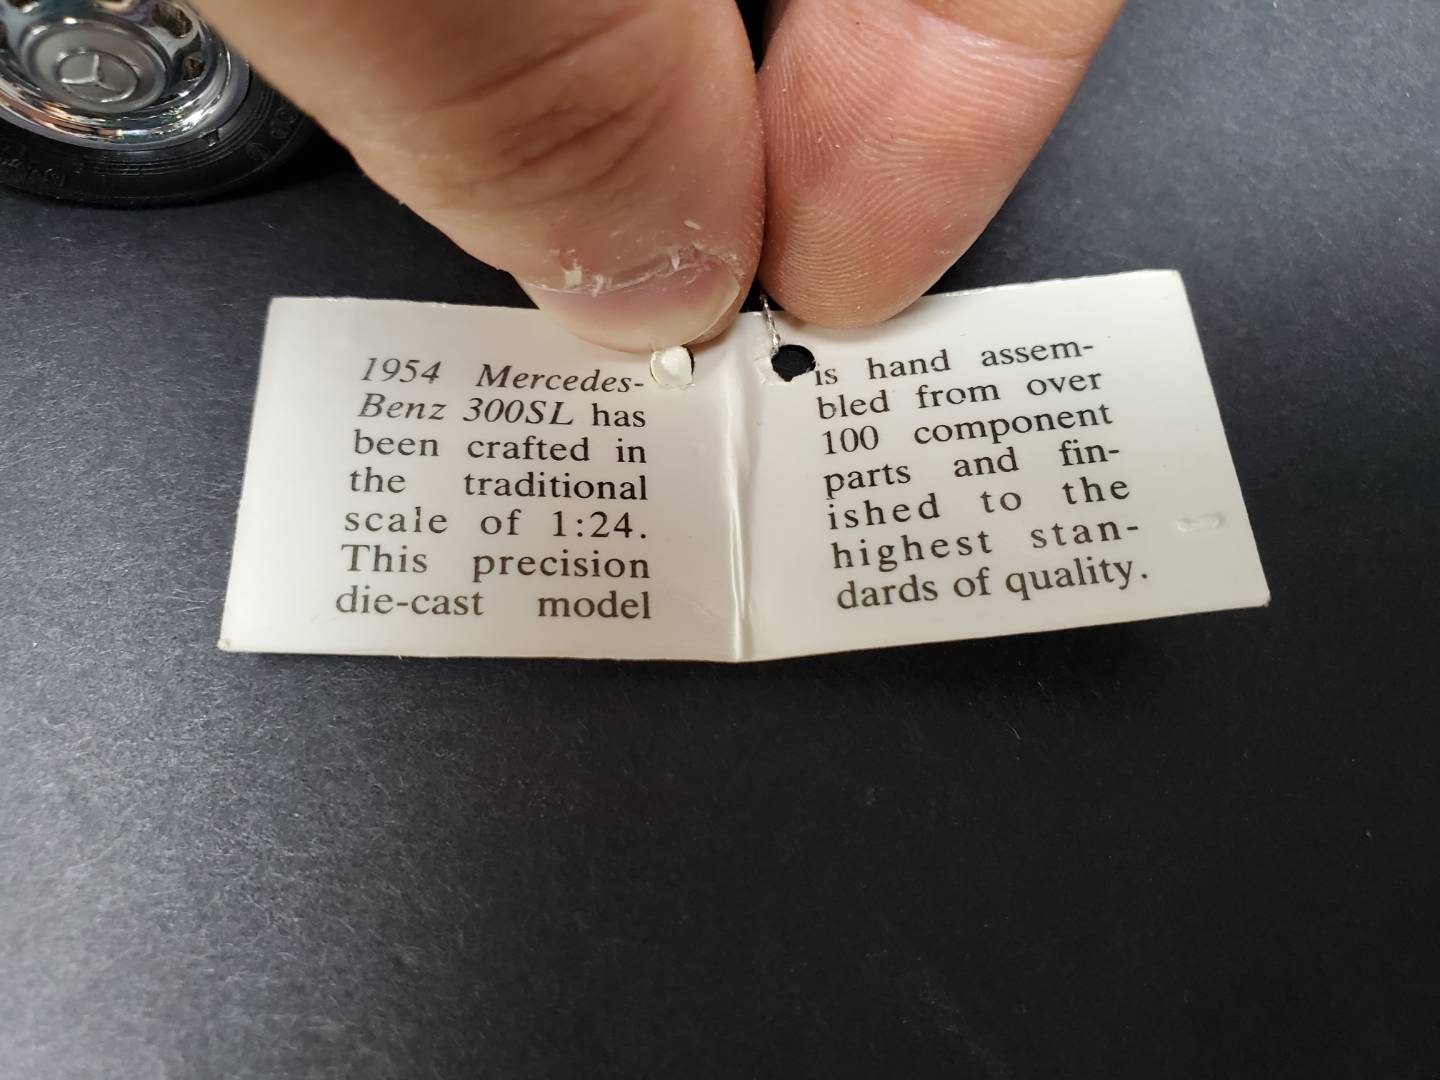 1954 Mercedes-
Benz 300SL has
been crafted in
the traditional
scale of 1:24.
This precision
die-cast model
is hand assem-
bled from over
100 component
parts and fin-
ished to the
highest stan-
dards of quality.